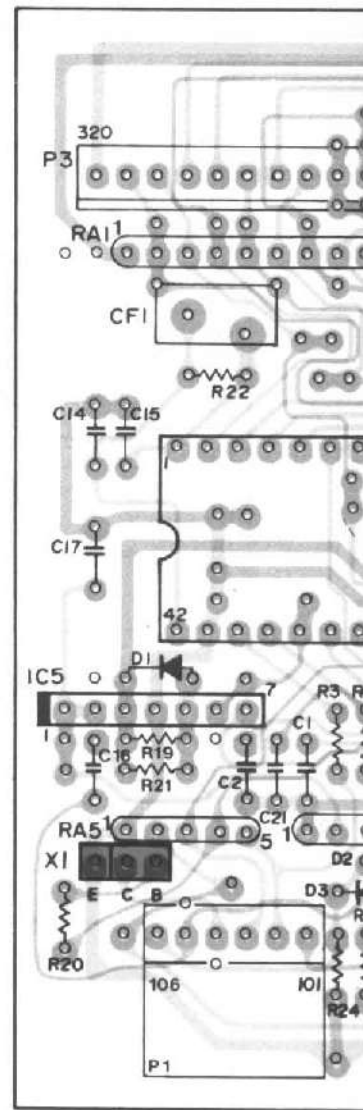 320
P3
RA1 1
CF1
R22
C14 C15
1
C17
42
D1
IC5 7
1 C16 R19 C2 C1 R3
R21 C21
RA5 1 5 1
X1 D2
E C B D3
R20
106 101
R24
P1